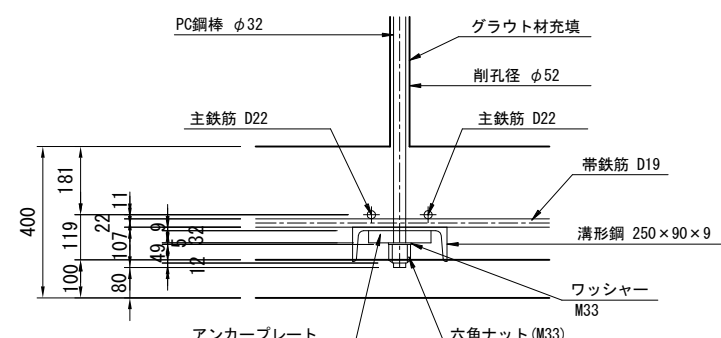 PC鋼棒 φ32
グラウト材充填
削孔径 φ52
主鉄筋 D22
主鉄筋 D22
帯鉄筋 D19
400
181
119
100
11
22
107
80
9
5
32
49
12
溝形鋼 250×90×9
ワッシャー
M33
アンカープレート
六角ナット(M33)